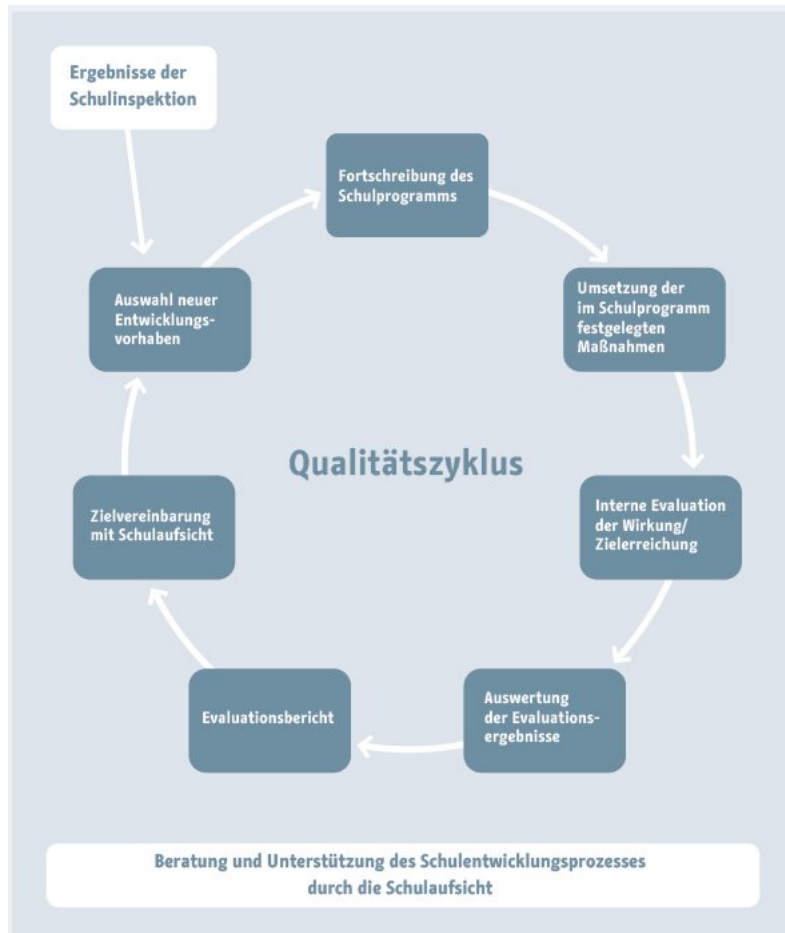 Ergebnisse der
Schulinspektion
Fortschreibung des
Schulprogramms
Umsetzung der
im Schulprogramm
festgelegten
Maßnahmen
Auswahl neuer
Entwicklungs-
vorhaben
Qualitätszyklus
Zielvereinbarung
mit Schulaufsicht
Interne Evaluation
der Wirkung/
Zielerreichung
Evaluationsbericht
Auswertung
der Evaluations-
ergebnisse
Beratung und Unterstützung des Schulentwicklungsprozesses
durch die Schulaufsicht